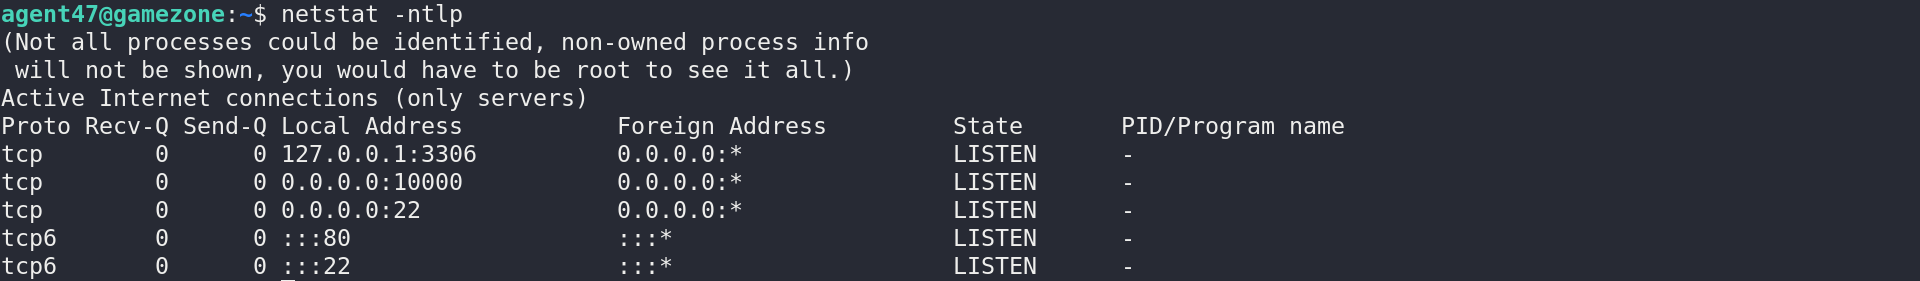 agent47@gamezone:~$ netstat -ntlp
(Not all processes could be identified, non-owned process info
 will not be shown, you would have to be root to see it all.)
Active Internet connections (only servers)
Proto Recv-Q Send-Q Local Address           Foreign Address         State       PID/Program name
tcp        0      0 127.0.0.1:3306          0.0.0.0:*               LISTEN      -
tcp        0      0 0.0.0.0:10000           0.0.0.0:*               LISTEN      -
tcp        0      0 0.0.0.0:22              0.0.0.0:*               LISTEN      -
tcp6       0      0 :::80                   :::*                    LISTEN      -
tcp6       0      0 :::22                   :::*                    LISTEN      -